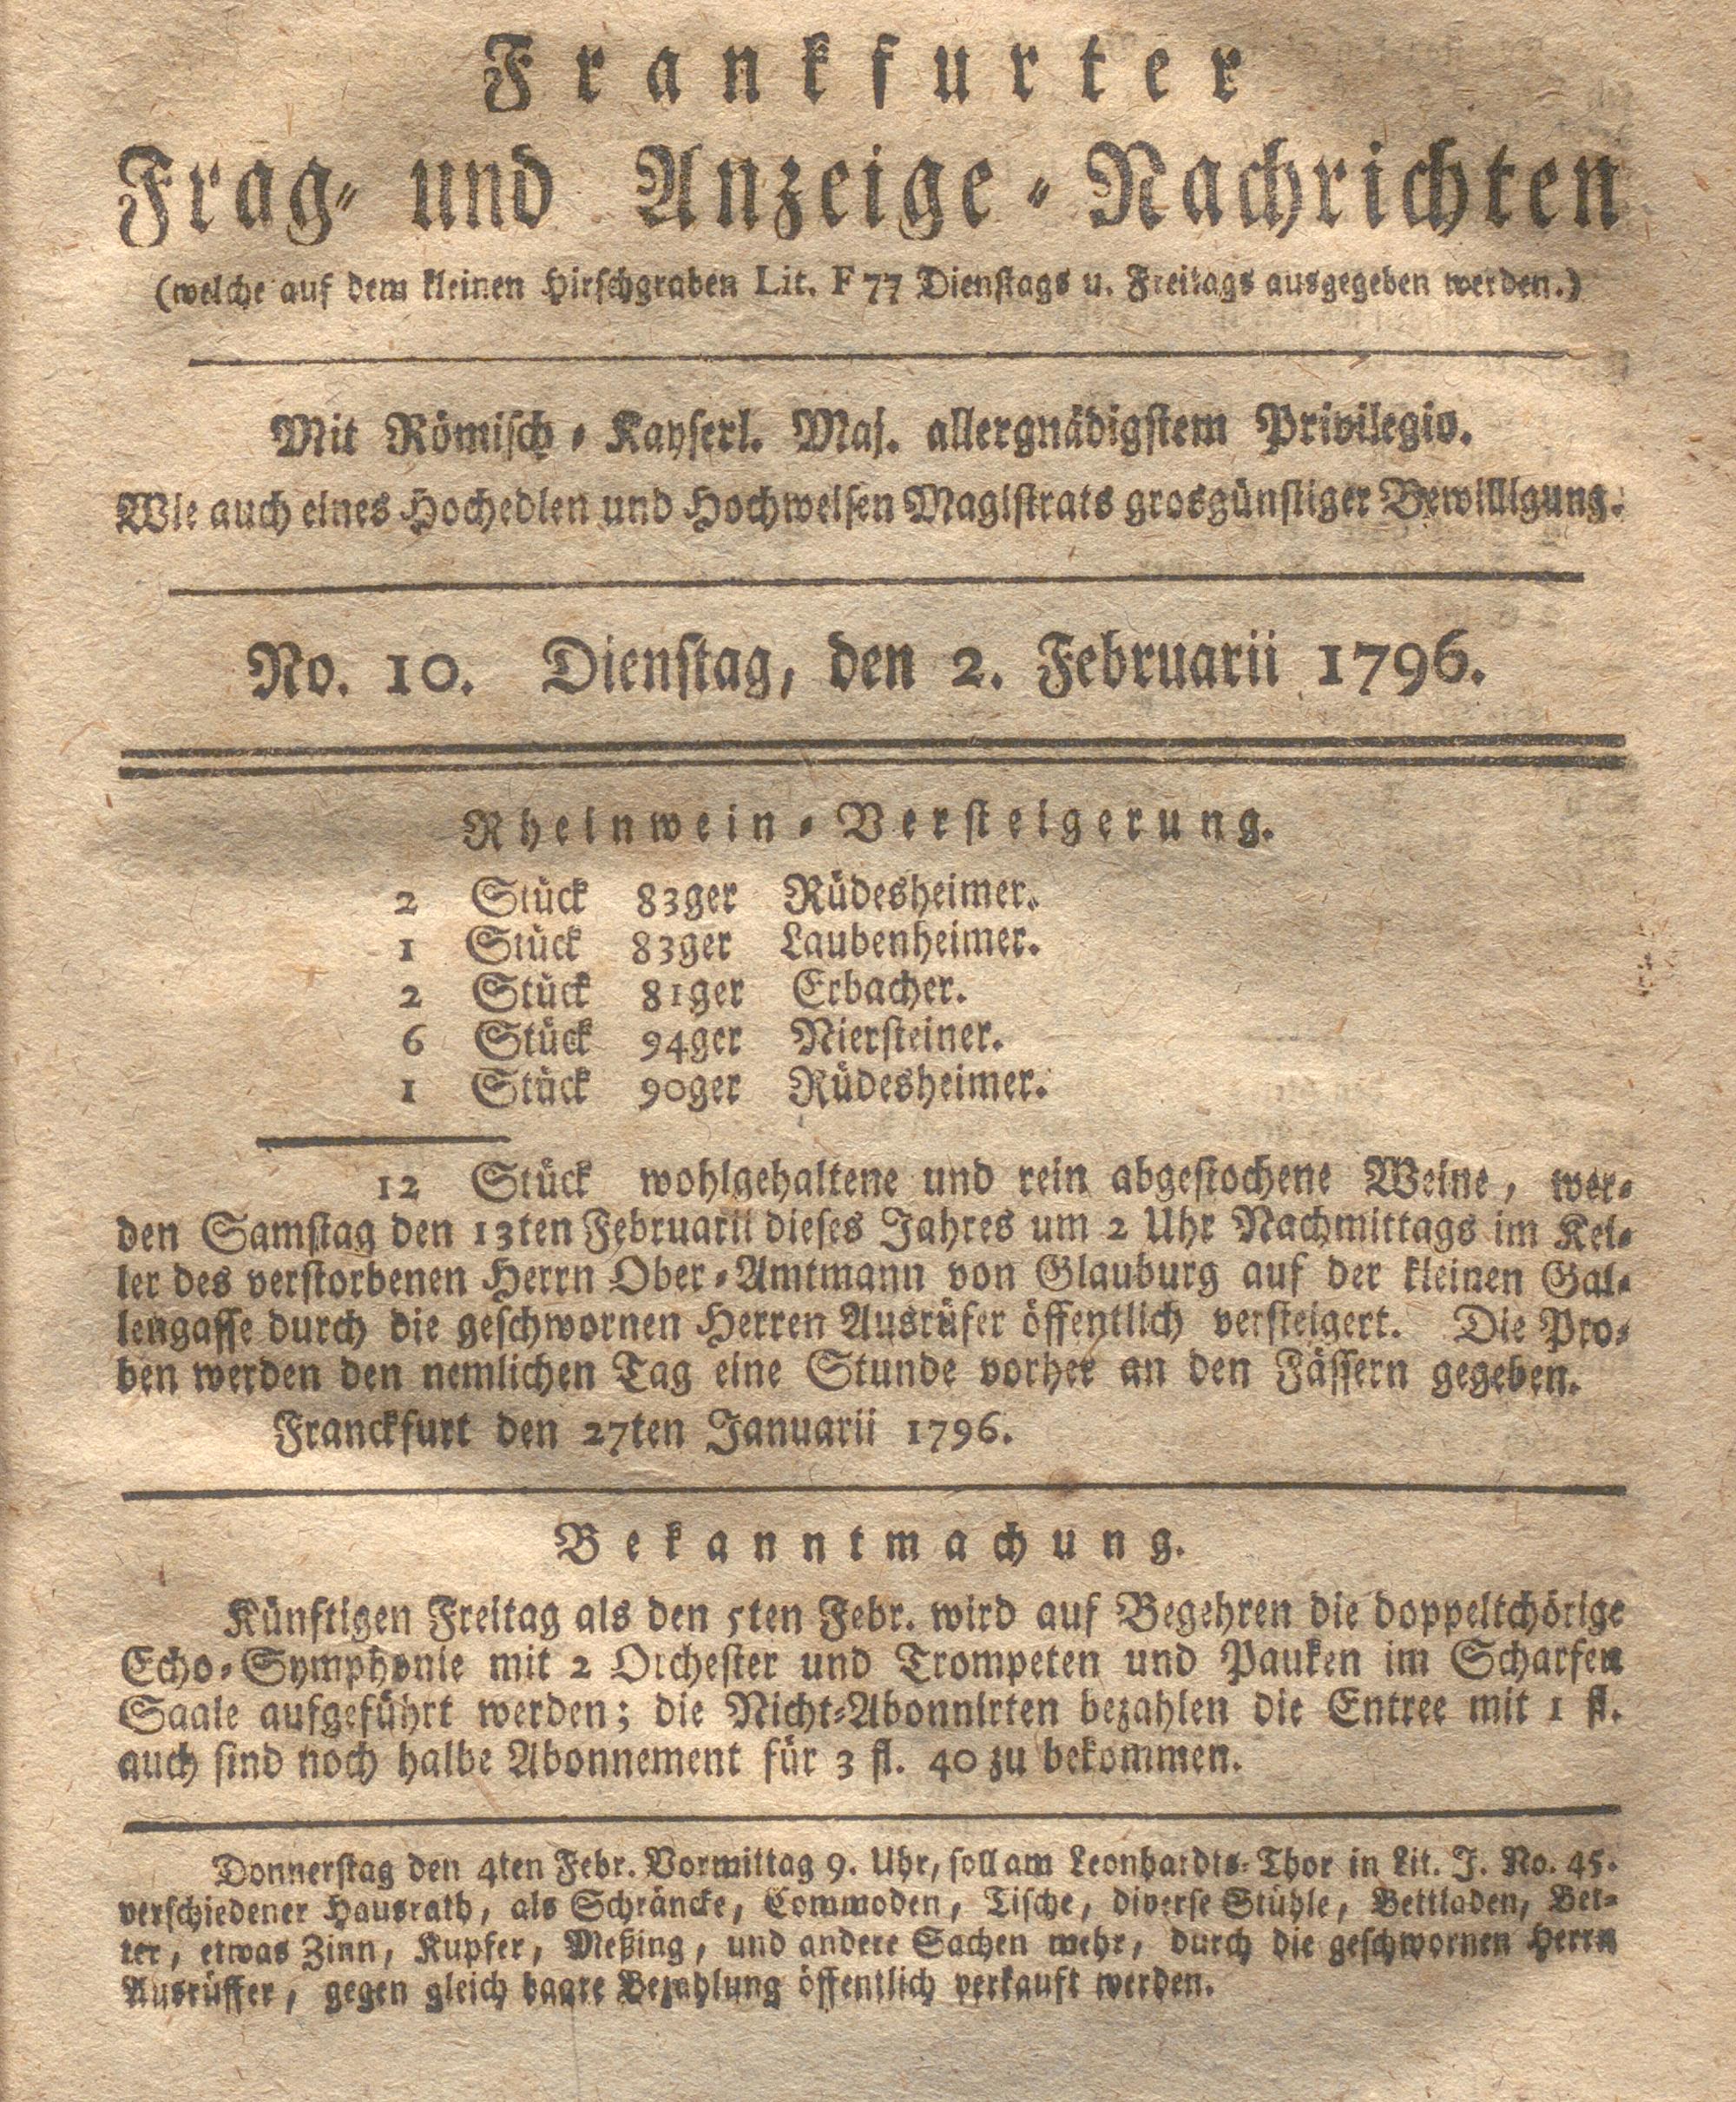 Frankfurter
Frag- und Anzeige-Nachrichten
(welche auf dem kleinen Hirschgraben Lit. F 77 Dienstags u. Freitags ausgegeben werden.)
Mit Römisch-Kayserl. Maj. allergnädigstem Privilegio.
Wie auch eines Hochedlen und Hochweisen Magistrats grosgünstiger Bewilligung.
No. 10. Dienstag, den 2. Februarii 1796.
Rheinwein-Versteigerung.
2 Stück 83ger Rüdesheimer.
1 Stück 83ger Laubenheimer.
2 Stück 81ger Erbacher.
6 Stück 94ger Niersteiner.
1 Stück 90ger Rüdesheimer.
12 Stück wohlgehaltene und rein abgestochene Weine, wer-
den Samstag den 13ten Februarii dieses Jahres um 2 Uhr Nachmittags im Kel-
ler des verstorbenen Herrn Ober-Amtmann von Glauburg auf der kleinen Gal-
lengasse durch die geschwornen Herren Ausrüfer öffentlich versteigert. Die Pro-
ben werden den nemlichen Tag eine Stunde vorher an den Fässern gegeben.
Franckfurt den 27ten Januarii 1796.
Bekanntmachung.
Künftigen Freitag als den 5ten Febr. wird auf Begehren die doppeltchörige
Echo-Symphonie mit 2 Orchester und Trompeten und Pauken im Scharfen
Saale aufgeführt werden; die Nicht-Abonnirten bezahlen die Entree mit 1 fl.
auch sind noch halbe Abonnement für 3 fl. 40 zu bekommen.
Donnerstag den 4ten Febr. Vormittag 9. Uhr, soll am Leonhardts-Thor in Lit. J. No. 45.
verschiedener Hausrath, als Schräncke, Commoden, Tische, diverse Stühle, Bettladen, Bet-
ter, etwas Zinn, Kupfer, Meßing, und andere Sachen mehr, durch die geschwornen Herrn
Ausrüffer, gegen gleich baare Bezahlung öffentlich verkauft werden.